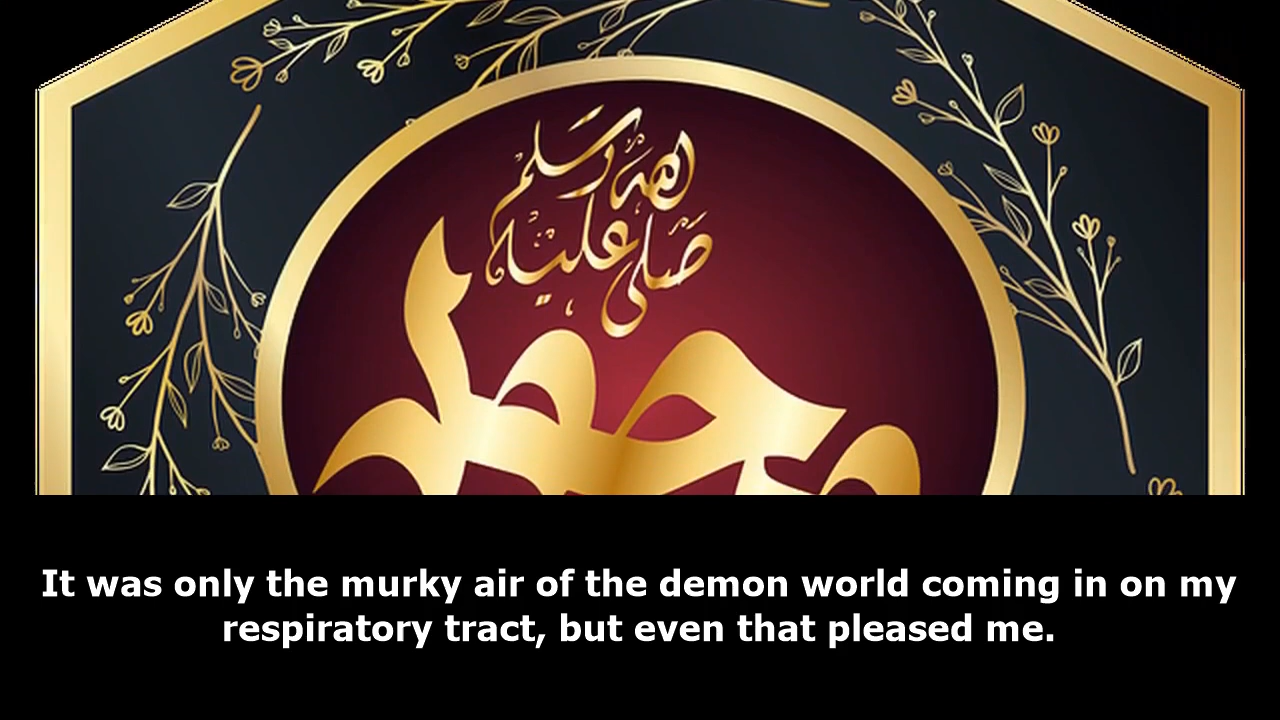 صلى الله عليه وسلم
محمد
It was only the murky air of the demon world coming in on my
respiratory tract, but even that pleased me.